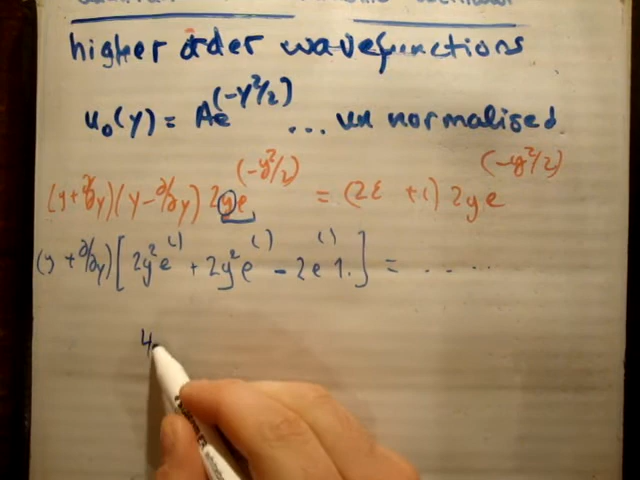 higher order wavefunctions
u₀(y) = Ae^(-y²/2) ... un normalised
(y+∂/∂y)(y-∂/∂y) 2ye^(-y²/2) = (2ε+1) 2ye^(-y²/2)
(y+∂/∂y)[2y²e^() + 2y²e^() - 2e^()1.] = .... ..
4